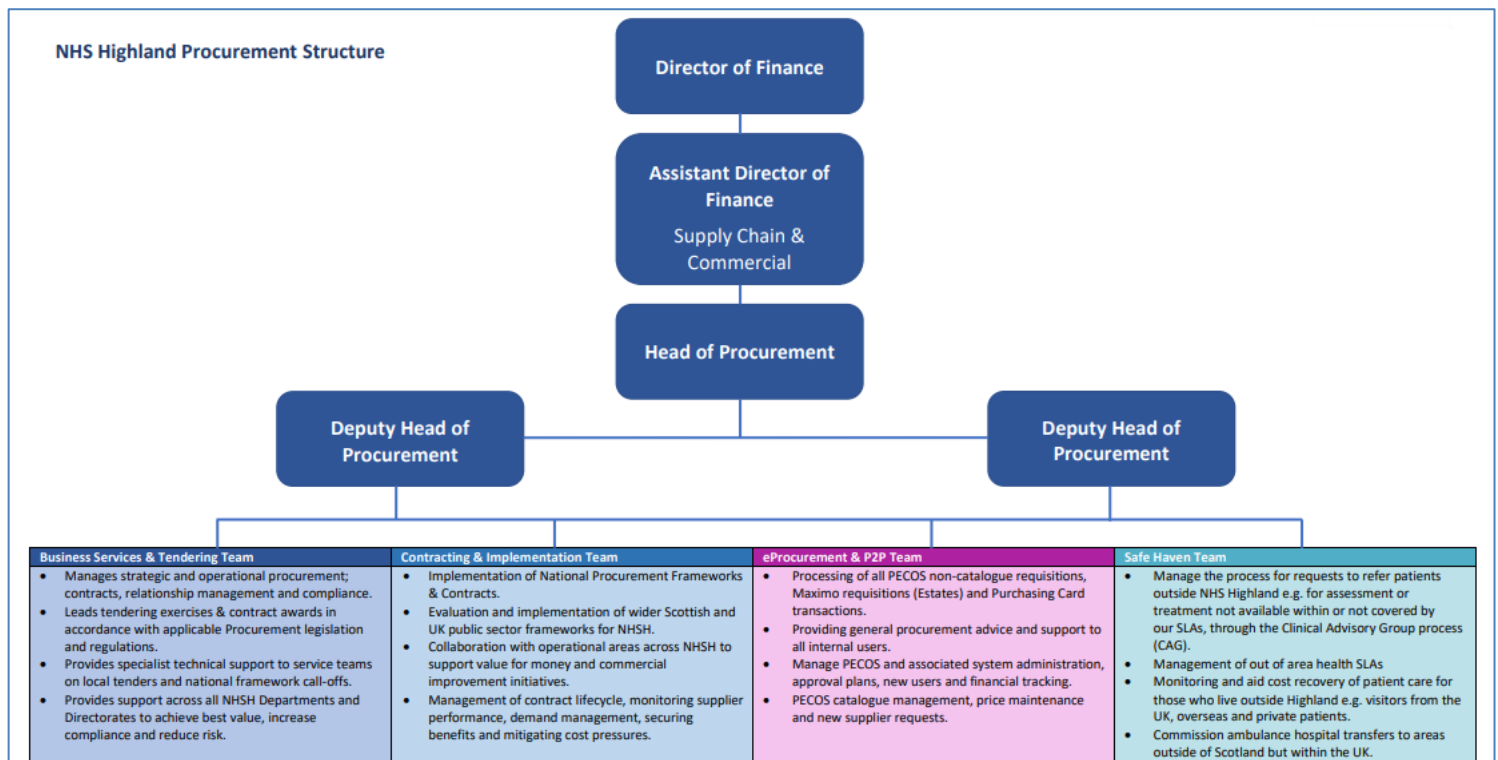 NHS Highland Procurement Structure
Director of Finance
Assistant Director of
Finance
Supply Chain &
Commercial
Head of Procurement
Deputy Head of
Procurement
Deputy Head of
Procurement
Business Services & Tendering Team
• Manages strategic and operational procurement;
contracts, relationship management and compliance.
• Leads tendering exercises & contract awards in
accordance with applicable Procurement legislation
and regulations.
• Provides specialist technical support to service teams
on local tenders and national framework call-offs.
• Provides support across all NHSH Departments and
Directorates to achieve best value, increase
compliance and reduce risk.
Contracting & Implementation Team
• Implementation of National Procurement Frameworks
& Contracts.
• Evaluation and implementation of wider Scottish and
UK public sector frameworks for NHSH.
• Collaboration with operational areas across NHSH to
support value for money and commercial
improvement initiatives.
• Management of contract lifecycle, monitoring supplier
performance, demand management, securing
benefits and mitigating cost pressures.
eProcurement & P2P Team
• Processing of all PECOS non-catalogue requisitions,
Maximo requisitions (Estates) and Purchasing Card
transactions.
• Providing general procurement advice and support to
all internal users.
• Manage PECOS and associated system administration,
approval plans, new users and financial tracking.
• PECOS catalogue management, price maintenance
and new supplier requests.
Safe Haven Team
• Manage the process for requests to refer patients
outside NHS Highland e.g. for assessment or
treatment not available within or not covered by
our SLAs, through the Clinical Advisory Group process
(CAG).
• Management of out of area health SLAs
• Monitoring and aid cost recovery of patient care for
those who live outside Highland e.g. visitors from the
UK, overseas and private patients.
• Commission ambulance hospital transfers to areas
outside of Scotland but within the UK.